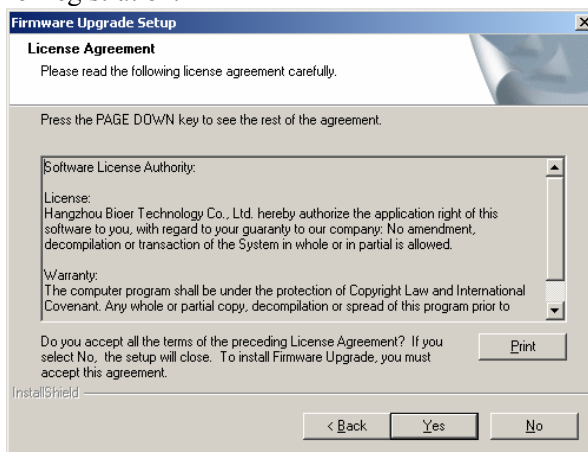 Firmware Upgrade Setup
License Agreement
Please read the following license agreement carefully.
Press the PAGE DOWN key to see the rest of the agreement.
Software License Authority:
License:
Hangzhou Bioer Technology Co., Ltd. hereby authorize the application right of this
software to you, with regard to your guaranty to our company: No amendment,
decompilation or transaction of the System in whole or in partial is allowed.
Warranty:
The computer program shall be under the protection of Copyright Law and International
Covenant. Any whole or partial copy, decompilation or spread of this program prior to
Do you accept all the terms of the preceding License Agreement? If you
select No, the setup will close. To install Firmware Upgrade, you must
accept this agreement.
Print
InstallShield
< Back
Yes
No